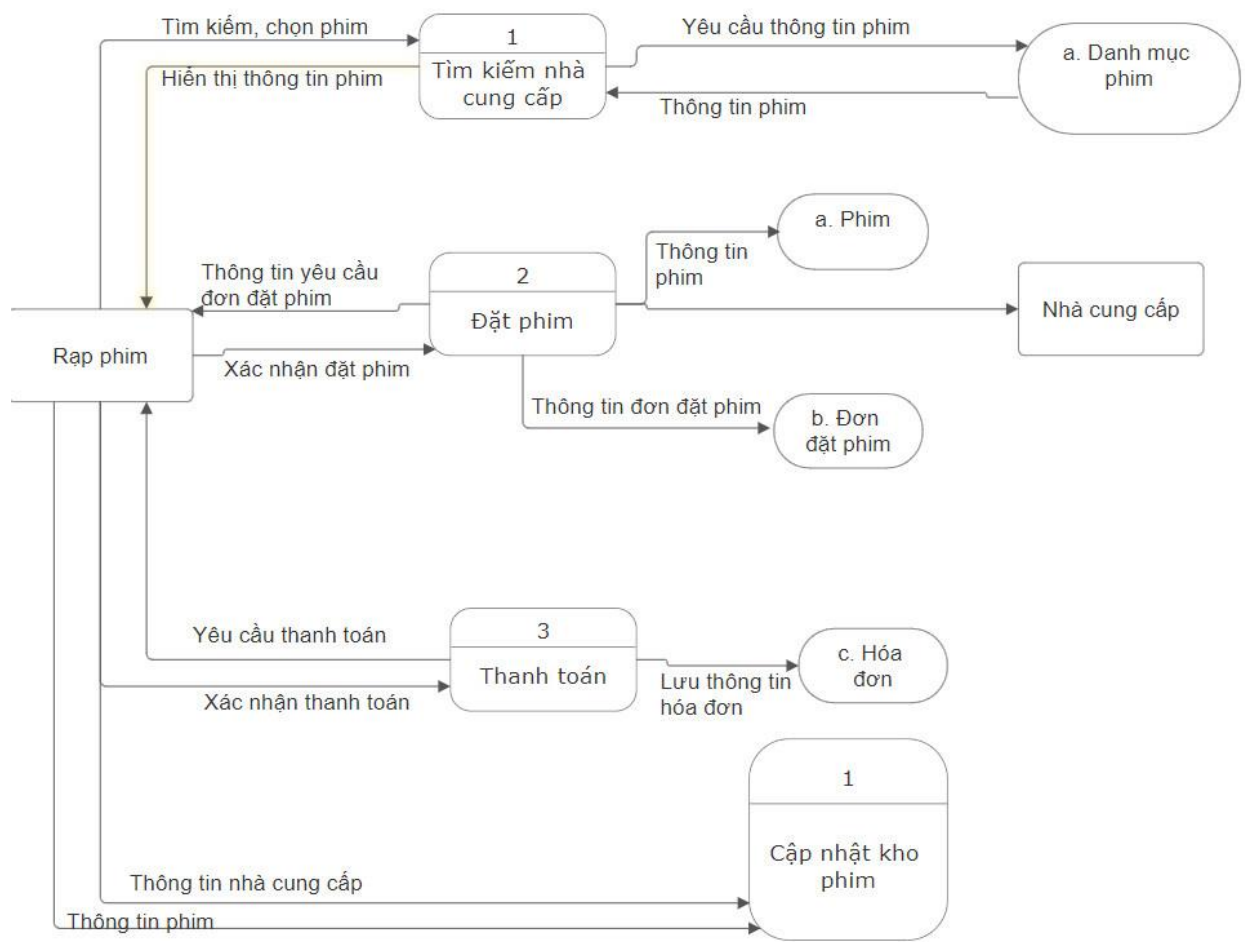 Tìm kiếm, chọn phim
1
Tìm kiếm nhà
cung cấp
Hiển thị thông tin phim
Yêu cầu thông tin phim
Thông tin phim
a. Danh mục
phim
Thông tin yêu cầu
đơn đặt phim
2
Đặt phim
Thông tin
phim
a. Phim
Nhà cung cấp
Rạp phim
Xác nhận đặt phim
Thông tin đơn đặt phim
b. Đơn
đặt phim
Yêu cầu thanh toán
3
Thanh toán
Xác nhận thanh toán
Lưu thông tin
hóa đơn
c. Hóa
đơn
1
Cập nhật kho
phim
Thông tin nhà cung cấp
Thông tin phim